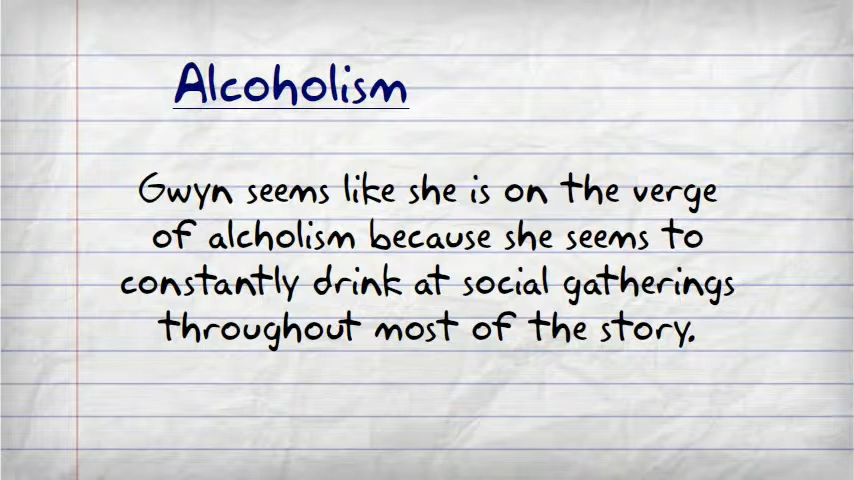 Alcoholism
Gwyn seems like she is on the verge
of alcholism because she seems to
constantly drink at social gatherings
throughout most of the story.